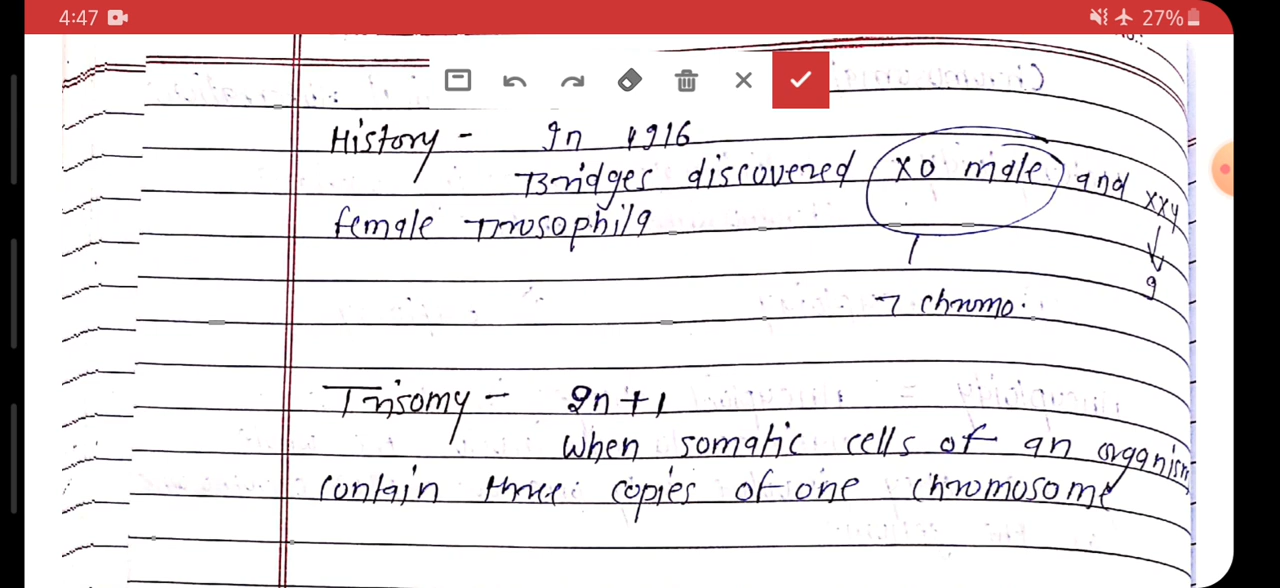 4:47
27%
History - In 1916
Bridges discovered XO male and xxy
female Drosophila
9
7 chromo.
Trisomy - 2n+1
When somatic cells of an organism
contain three copies of one chromosome